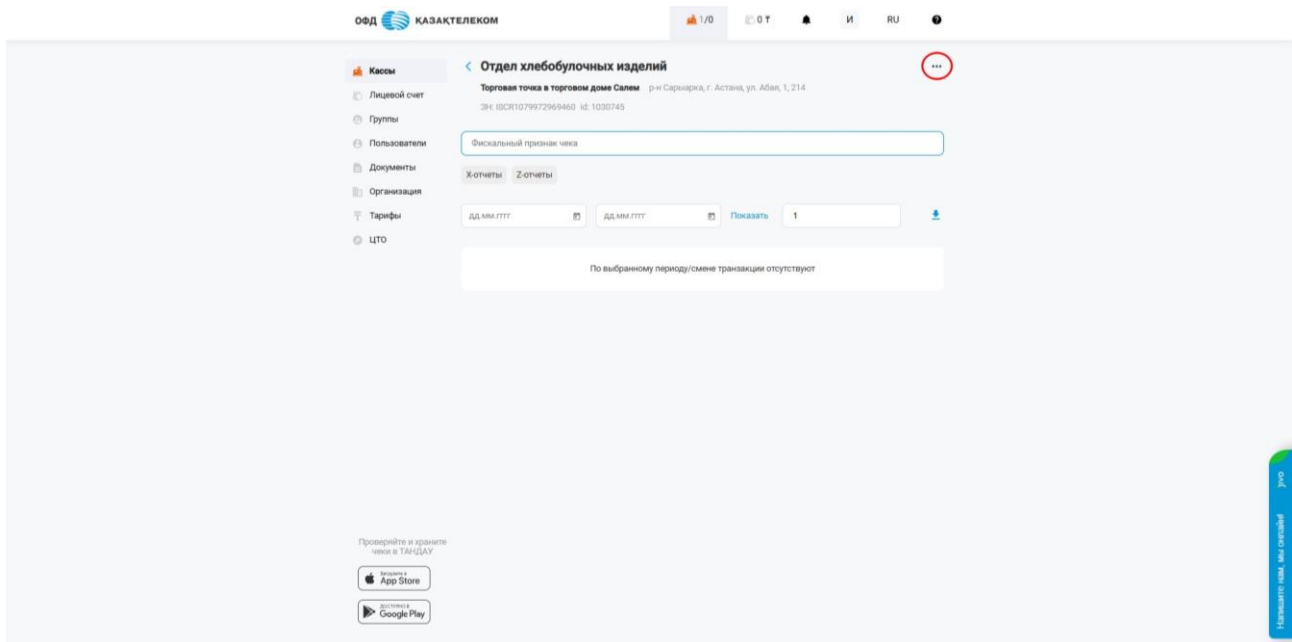 ОФД ҚАЗАҚТЕЛЕКОМ 1/0 0 ₸ И RU ?
Кассы
Лицевой счет
Группы
Пользователи
Документы
Организация
Тарифы
ЦТО
Отдел хлебобулочных изделий ...
Торговая точка в торговом доме Салем р-н Сарыарка, г. Астана, ул. Абая, 1, 214
ЗН: ISCR1079972969460 id: 1030745
Фискальный признак чека
X-отчеты Z-отчеты
дд.мм.гггг дд.мм.гггг Показать 1
По выбранному периоду/смене транзакции отсутствуют
Проверяйте и храните
чеки в ТАНДАУ
Загрузите в
App Store
ДОСТУПНО В
Google Play
Напишите нам, мы онлайн! jivo